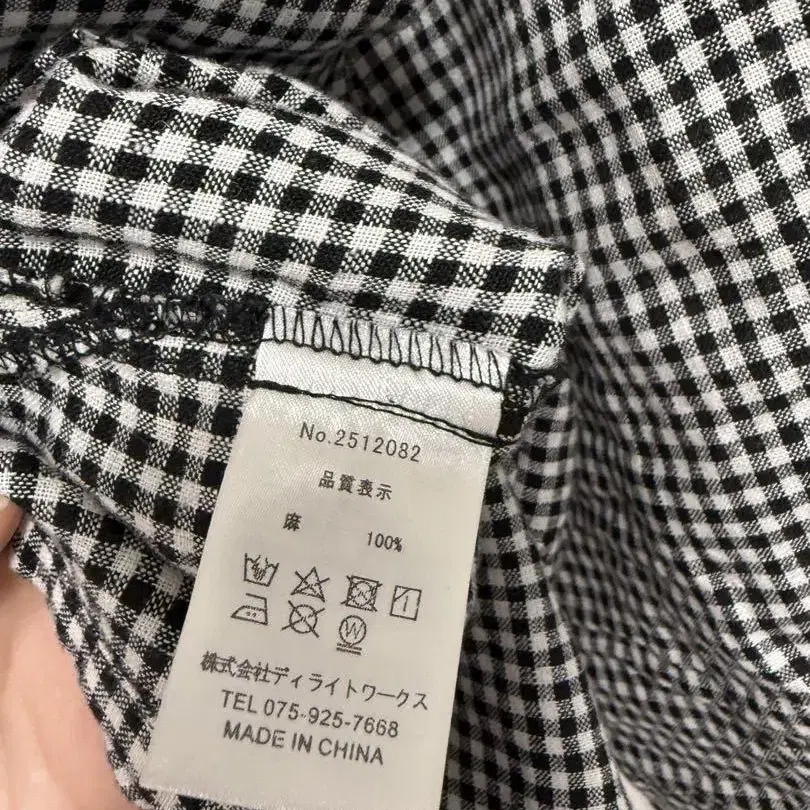 No.2512082
品質表示
麻 100%
W
株式会社ディライトワークス
TEL 075-925-7668
MADE IN CHINA